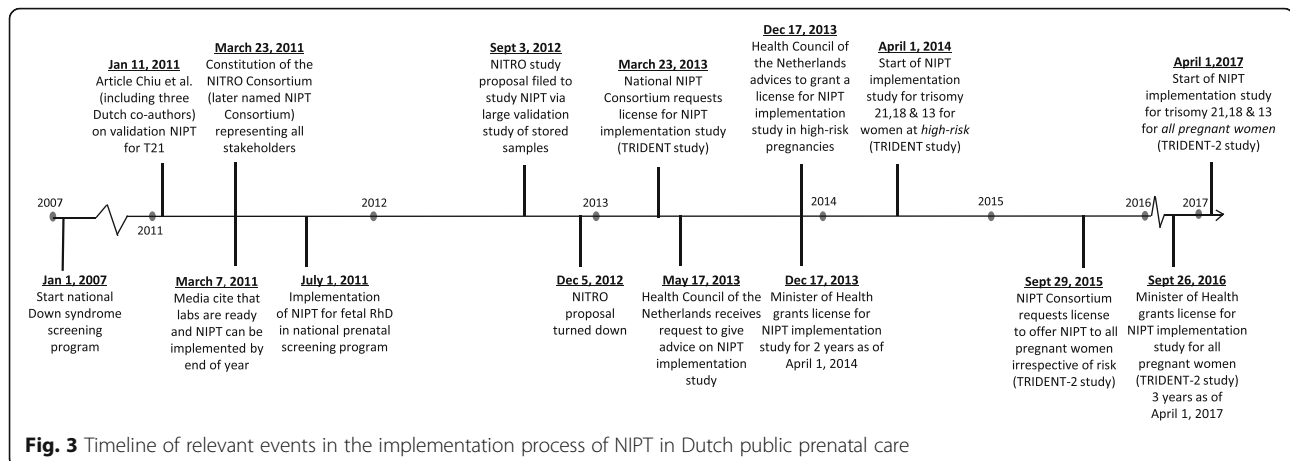 Jan 11, 2011
Article Chiu et al.
(including three
Dutch co-authors)
on validation NIPT
for T21
March 23, 2011
Constitution of the
NITRO Consortium
(later named NIPT
Consortium)
representing all
stakeholders
Sept 3, 2012
NITRO study
proposal filed to
study NIPT via
large validation
study of stored
samples
March 23, 2013
National NIPT
Consortium requests
license for NIPT
implementation study
(TRIDENT study)
Dec 17, 2013
Health Council of
the Netherlands
advices to grant a
license for NIPT
implementation
study in high-risk
pregnancies
April 1, 2014
Start of NIPT
implementation
study for trisomy
21,18 & 13 for
women at high-risk
(TRIDENT study)
April 1,2017
Start of NIPT
implementation study
for trisomy 21,18 & 13
for all pregnant women
(TRIDENT-2 study)
2007
2011
2012
2013
2014
2015
2016
2017
Jan 1, 2007
Start national
Down syndrome
screening
program
March 7, 2011
Media cite that
labs are ready
and NIPT can be
implemented by
end of year
July 1, 2011
Implementation
of NIPT for fetal RhD
in national prenatal
screening program
Dec 5, 2012
NITRO
proposal
turned down
May 17, 2013
Health Council of the
Netherlands receives
request to give
advice on NIPT
implementation
study
Dec 17, 2013
Minister of Health
grants license for
NIPT implementation
study for 2 years as of
April 1, 2014
Sept 29, 2015
NIPT Consortium
requests license
to offer NIPT to all
pregnant women
irrespective of risk
(TRIDENT-2 study)
Sept 26, 2016
Minister of Health
grants license for
NIPT implementation
study for all
pregnant women
(TRIDENT-2 study)
3 years as of
April 1, 2017
Fig. 3 Timeline of relevant events in the implementation process of NIPT in Dutch public prenatal care